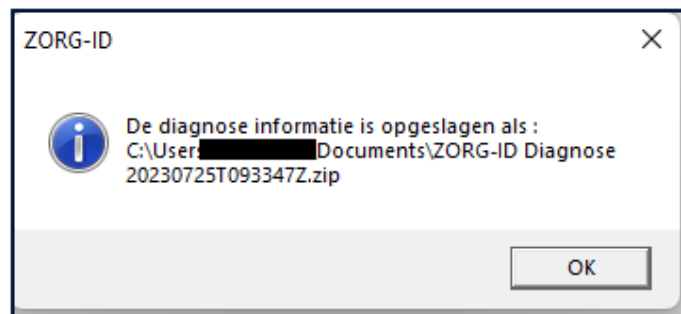 ZORG-ID
De diagnose informatie is opgeslagen als :
C:\Users Documents\ZORG-ID Diagnose
20230725T093347Z.zip
OK